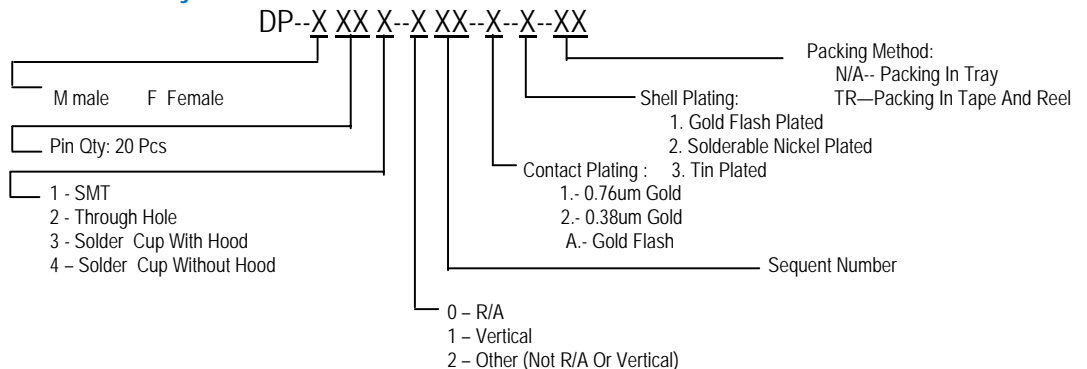 DP--X XX X--X XX--X--X--XX
Packing Method:
N/A-- Packing In Tray
TR—Packing In Tape And Reel
M male F Female
Shell Plating:
1. Gold Flash Plated
2. Solderable Nickel Plated
3. Tin Plated
Pin Qty: 20 Pcs
Contact Plating :
1.- 0.76um Gold
2.- 0.38um Gold
A.- Gold Flash
1 - SMT
2 - Through Hole
3 - Solder Cup With Hood
4 – Solder Cup Without Hood
Sequent Number
0 – R/A
1 – Vertical
2 – Other (Not R/A Or Vertical)